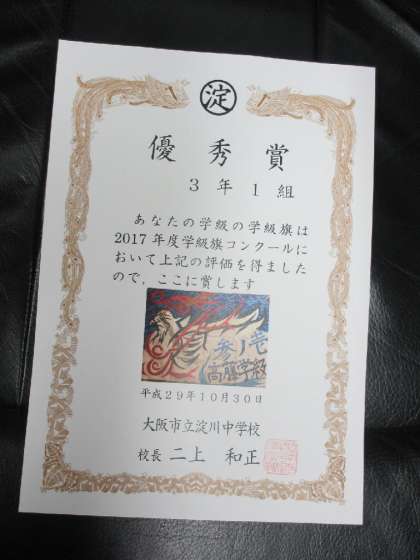 淀
優秀賞
3年1組
あなたの学級の学級旗は
2017年度学級旗コンクールに
おいて上記の評価を得ました
ので，ここに賞します
参ノ壱
高藤学級
平成29年10月30日
大阪市立淀川中学校
校長 二上 和正